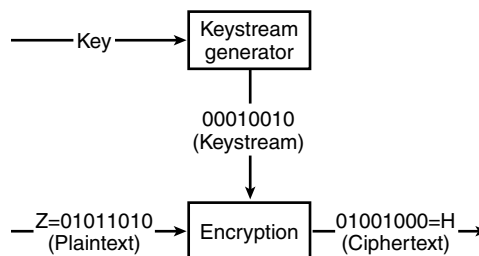 Key
Keystream
generator
00010010
(Keystream)
Z=01011010
(Plaintext)
Encryption
01001000=H
(Ciphertext)